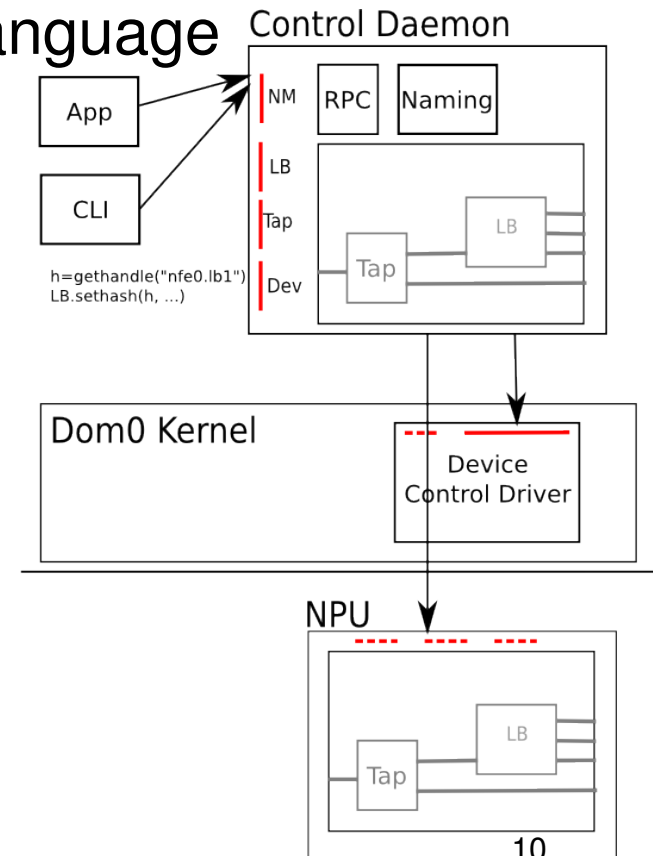 anguage
Control Daemon
App
CLI
h=gethandle("nfe0.lb1")
LB.sethash(h, ...)
NM
RPC
Naming
LB
Tap
Dev
LB
Tap
Dom0 Kernel
Device
Control Driver
NPU
LB
Tap
10